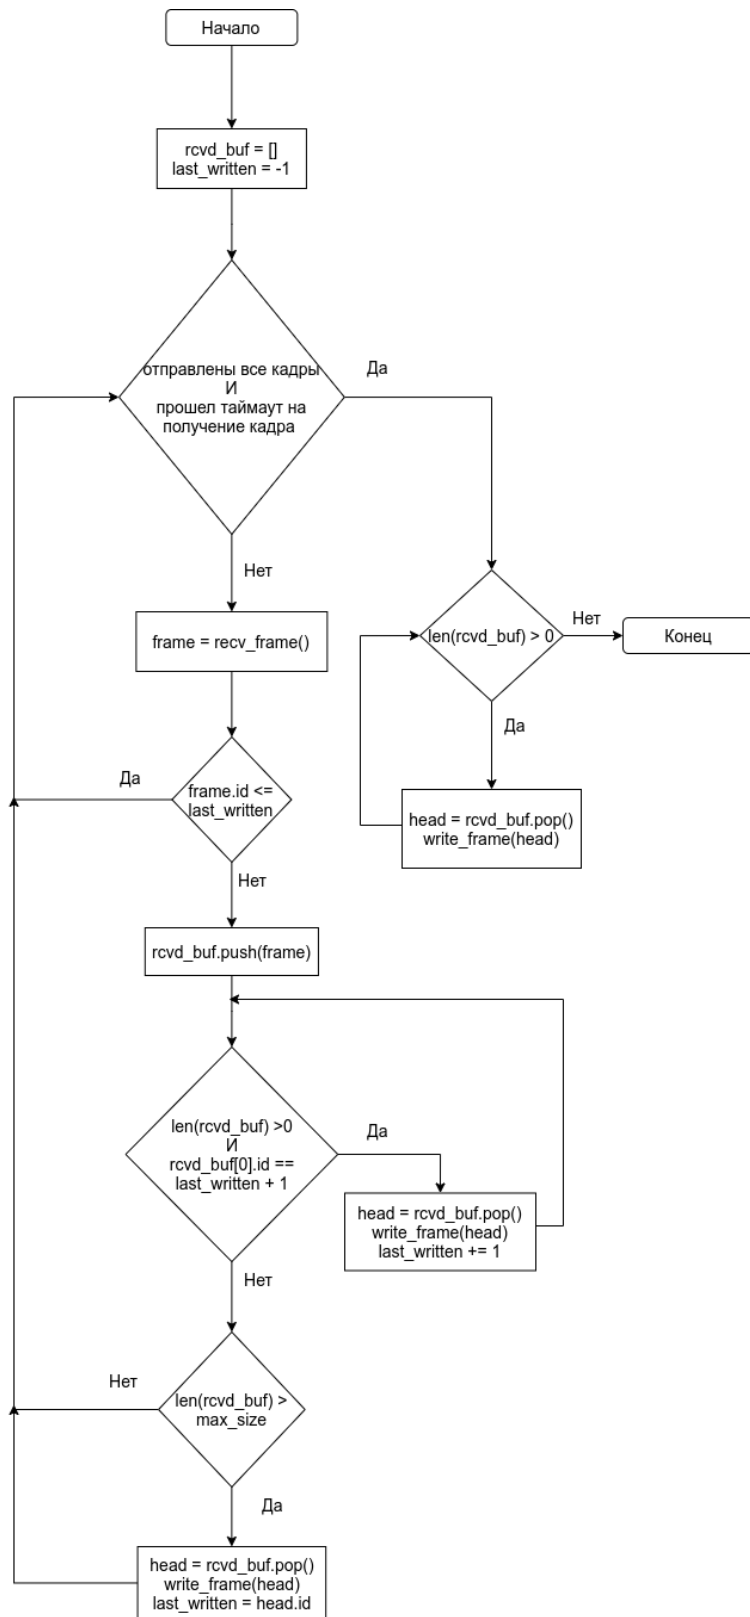 Начало
rcvd_buf = []
last_written = -1
отправлены все кадры
И
прошел таймаут на
получение кадра
Да
Нет
frame = recv_frame()
len(rcvd_buf) > 0
Нет
Конец
Да
head = rcvd_buf.pop()
write_frame(head)
frame.id <=
last_written
Да
Нет
rcvd_buf.push(frame)
len(rcvd_buf) >0
И
rcvd_buf[0].id ==
last_written + 1
Да
head = rcvd_buf.pop()
write_frame(head)
last_written += 1
Нет
len(rcvd_buf) >
max_size
Нет
Да
head = rcvd_buf.pop()
write_frame(head)
last_written = head.id